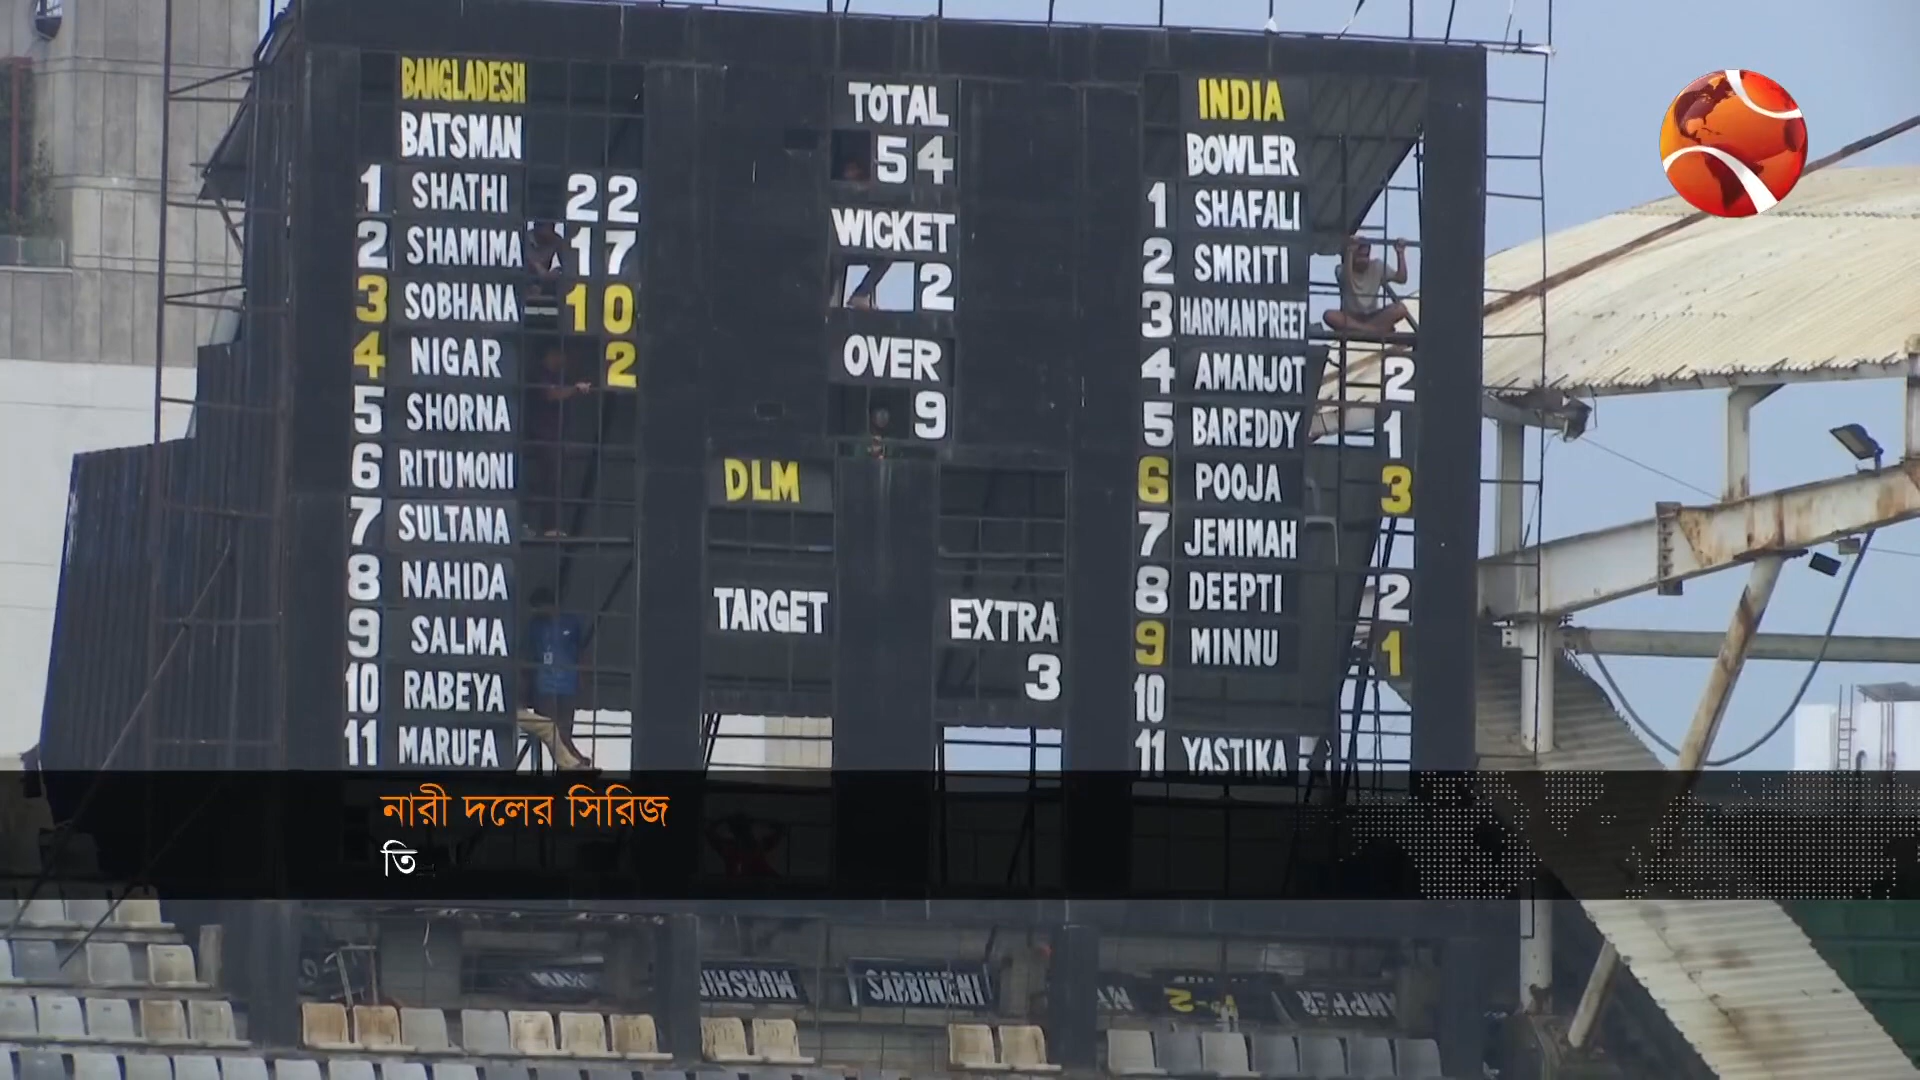 BANGLADESH
BATSMAN
1 SHATHI 22
2 SHAMIMA 17
3 SOBHANA 10
4 NIGAR 2
5 SHORNA
6 RITUMONI
7 SULTANA
8 NAHIDA
9 SALMA
10 RABEYA
11 MARUFA
TOTAL
54
WICKET
2
OVER
9
DLM
TARGET
EXTRA
3
INDIA
BOWLER
1 SHAFALI
2 SMRITI
3 HARMANPREET
4 AMANJOT 2
5 BAREDDY 1
6 POOJA 3
7 JEMIMAH
8 DEEPTI 2
9 MINNU 1
10
11 YASTIKA
নারী দলের সিরিজ
তি